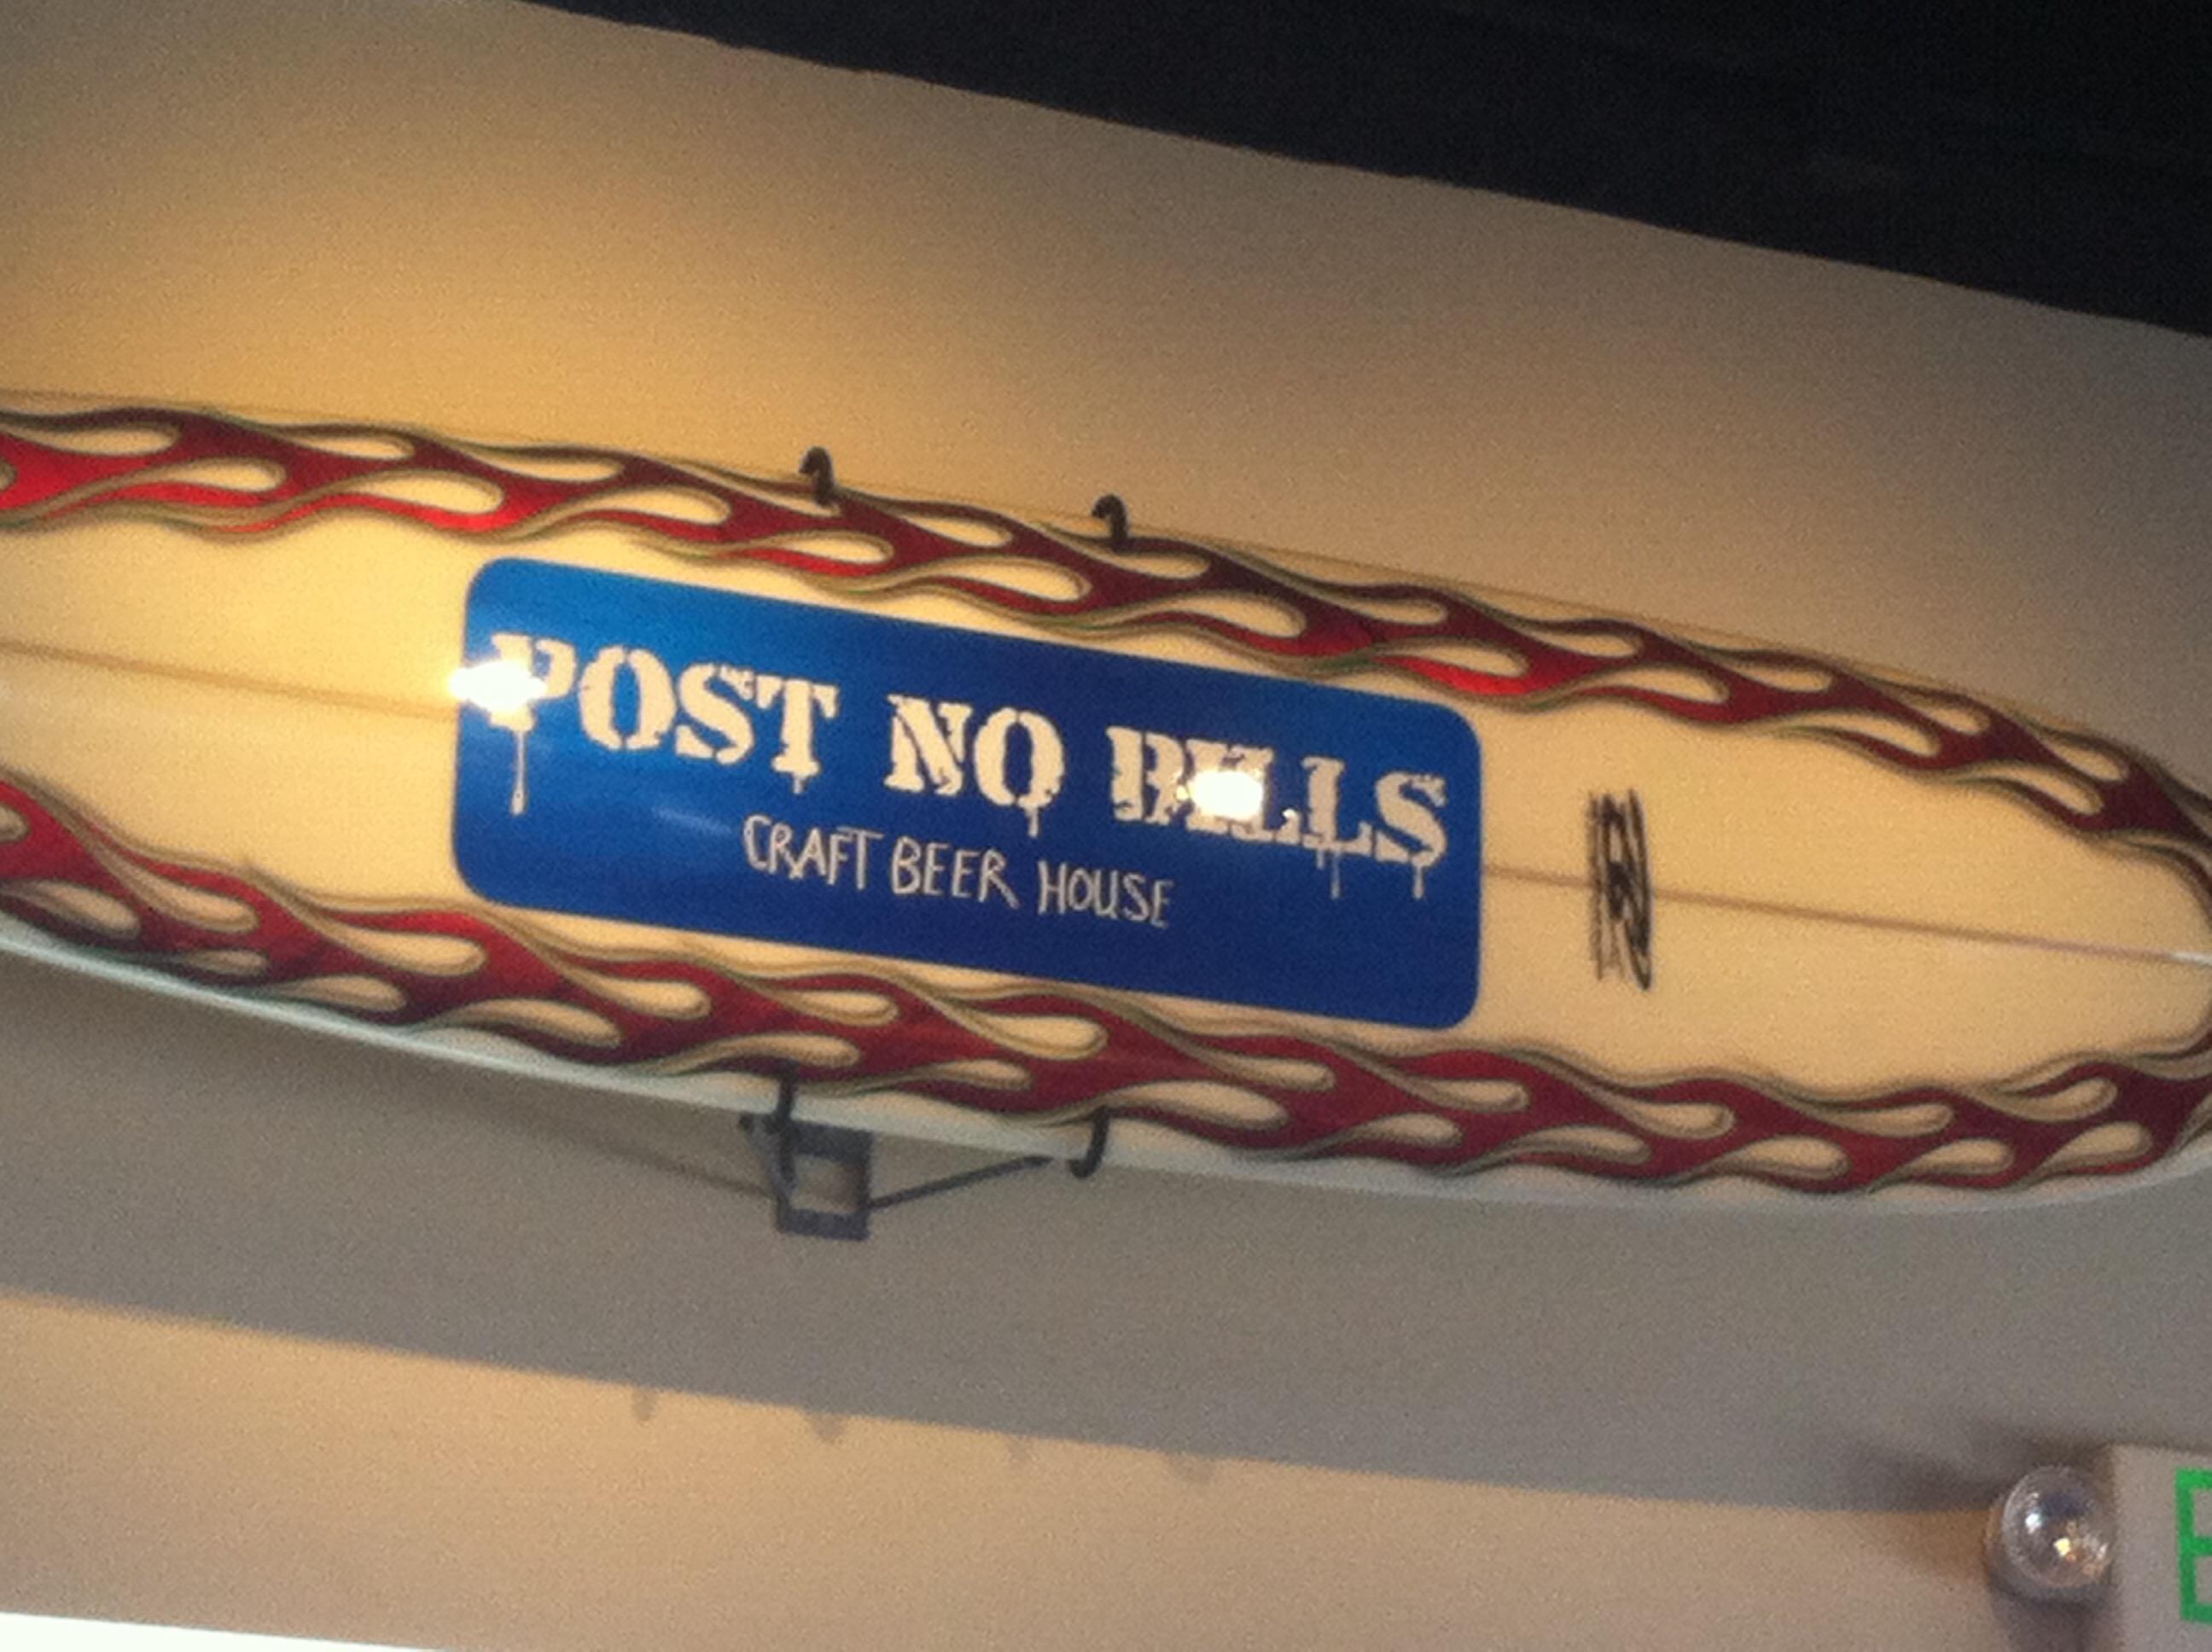 POST NO BILLS
CRAFT BEER HOUSE
E